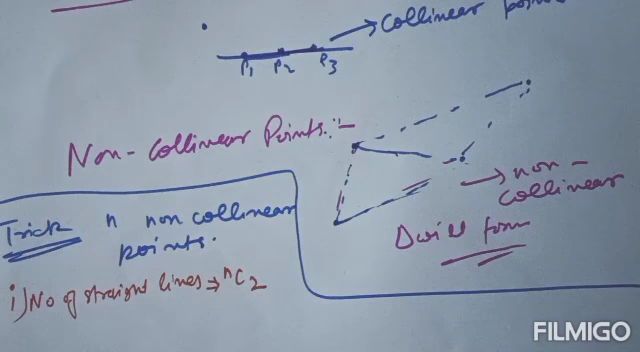 → Collinear
P1 P2 P3
Non-Collinear Points:-
→ non-
collinear
Δ will form
Trick n non collinear
points.
i) No of straight lines → nC2
FILMIGO